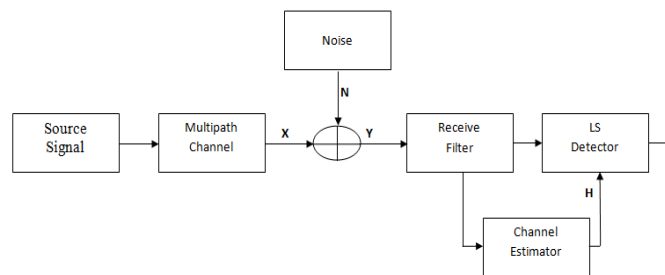 Noise
N
Source
Signal
Multipath
Channel
X
Y
Receive
Filter
LS
Detector
H
Channel
Estimator